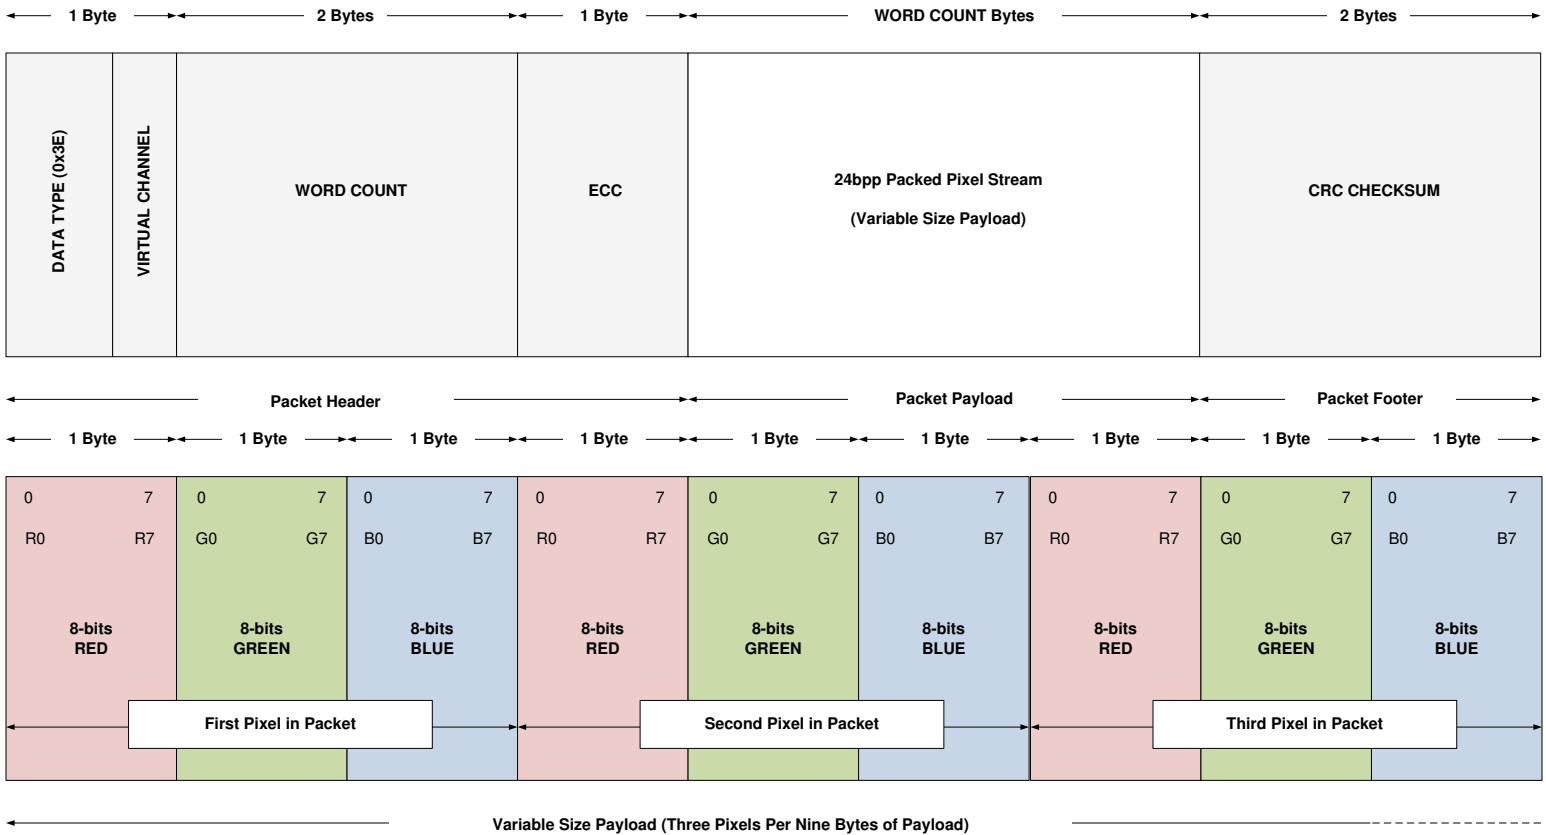 1 Byte 2 Bytes 1 Byte WORD COUNT Bytes 2 Bytes
DATA TYPE (0x3E)
VIRTUAL CHANNEL
WORD COUNT
ECC
24bpp Packed Pixel Stream
(Variable Size Payload)
CRC CHECKSUM
Packet Header Packet Payload Packet Footer
1 Byte 1 Byte 1 Byte 1 Byte 1 Byte 1 Byte 1 Byte 1 Byte 1 Byte
0 7 0 7 0 7 0 7 0 7 0 7 0 7 0 7 0 7
R0 R7 G0 G7 B0 B7 R0 R7 G0 G7 B0 B7 R0 R7 G0 G7 B0 B7
8-bits 8-bits 8-bits 8-bits 8-bits 8-bits 8-bits 8-bits 8-bits
RED GREEN BLUE RED GREEN BLUE RED GREEN BLUE
First Pixel in Packet Second Pixel in Packet Third Pixel in Packet
Variable Size Payload (Three Pixels Per Nine Bytes of Payload)